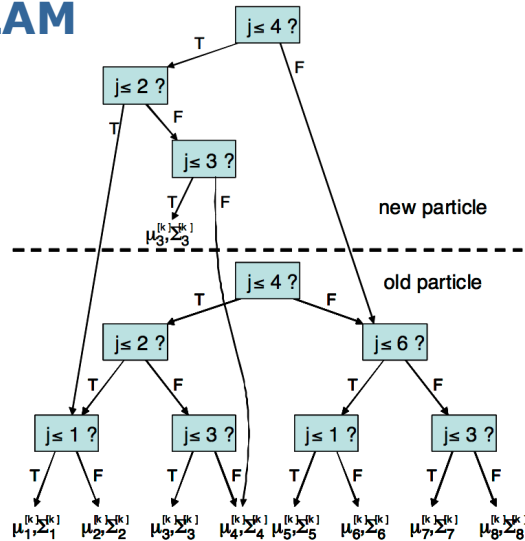 LAM
j≤ 4 ?
T
F
j≤ 2 ?
T
F
j≤ 3 ?
T
F
μ₃^[k],Σ₃^[k]
new particle
old particle
j≤ 4 ?
T
F
j≤ 2 ?
j≤ 6 ?
T
F
T
F
j≤ 1 ?
j≤ 3 ?
j≤ 1 ?
j≤ 3 ?
T
F
T
F
T
F
T
F
μ₁^[k],Σ₁^[k] μ₂^[k],Σ₂^[k] μ₃^[k],Σ₃^[k] μ₄^[k],Σ₄^[k] μ₅^[k],Σ₅^[k] μ₆^[k],Σ₆^[k] μ₇^[k],Σ₇^[k] μ₈^[k],Σ₈^[k]